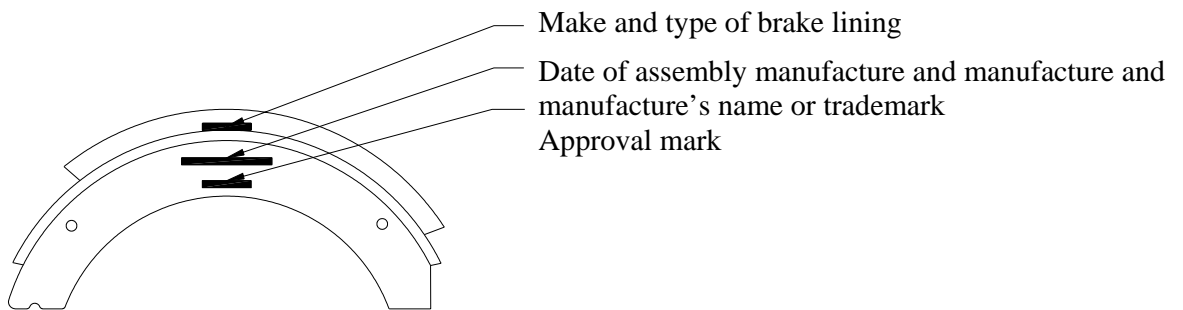 Make and type of brake lining
Date of assembly manufacture and manufacture and
manufacture’s name or trademark
Approval mark